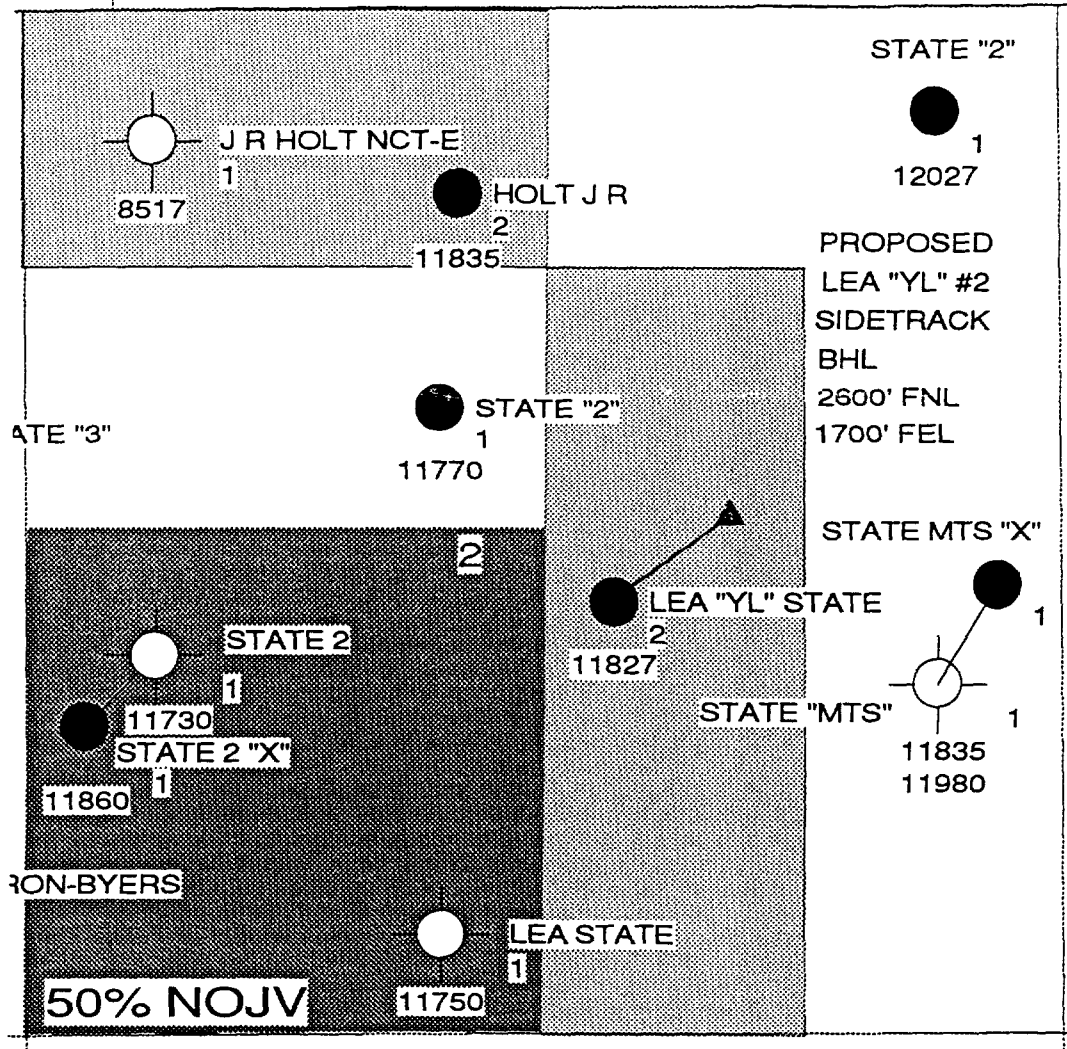 STATE "2"
1
12027
J R HOLT NCT-E
1
8517
HOLT J R
2
11835
PROPOSED
LEA "YL" #2
SIDETRACK
BHL
2600' FNL
1700' FEL
ATE "3"
STATE "2"
1
11770
2
STATE MTS "X"
1
LEA "YL" STATE
2
11827
STATE 2
1
11730
STATE 2 "X"
1
11860
STATE "MTS"
1
11835
11980
RON-BYERS
LEA STATE
1
11750
50% NOJV